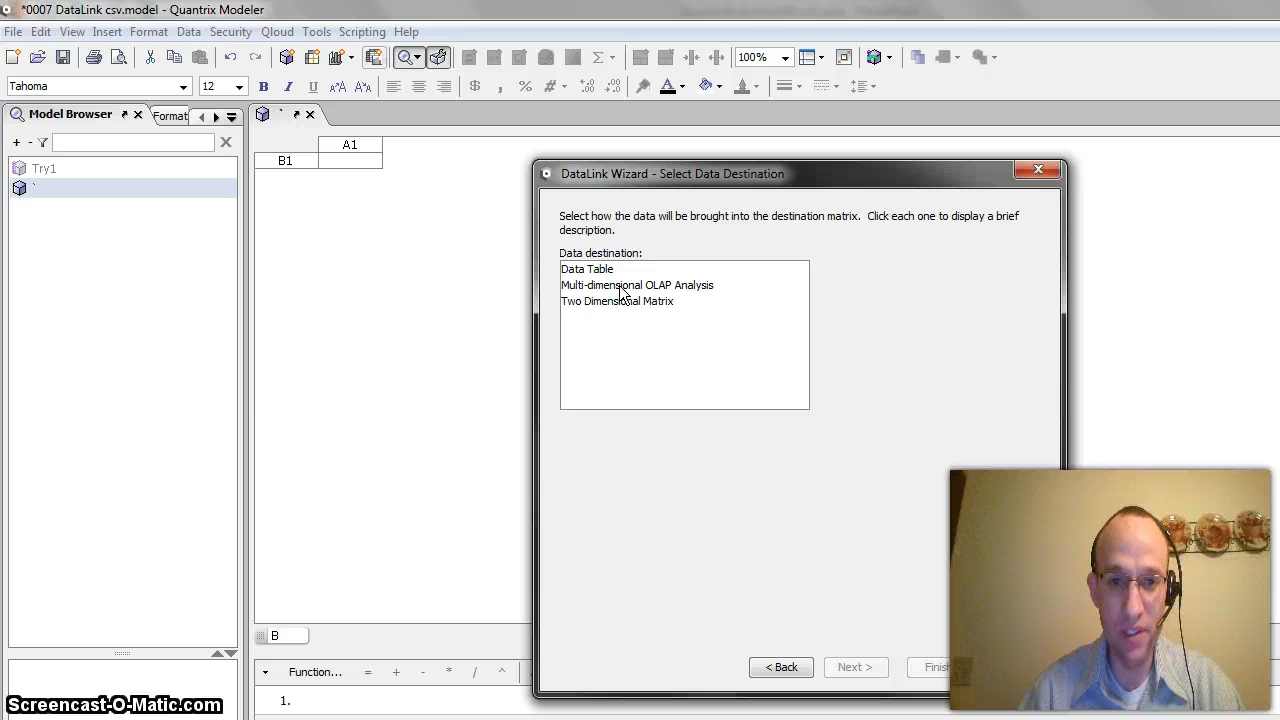 *0007 DataLink csv.model - Quantrix Modeler
File Edit View Insert Format Data Security Qloud Tools Scripting Help
100%
Tahoma 12 B I U $ , % #
Model Browser Format `
Try1
`
A1
B1
DataLink Wizard - Select Data Destination
Select how the data will be brought into the destination matrix. Click each one to display a brief
description.
Data destination:
Data Table
Multi-dimensional OLAP Analysis
Two Dimensional Matrix
B
< Back Next > Finish
Function... = + - * / ^
1.
Screencast-O-Matic.com